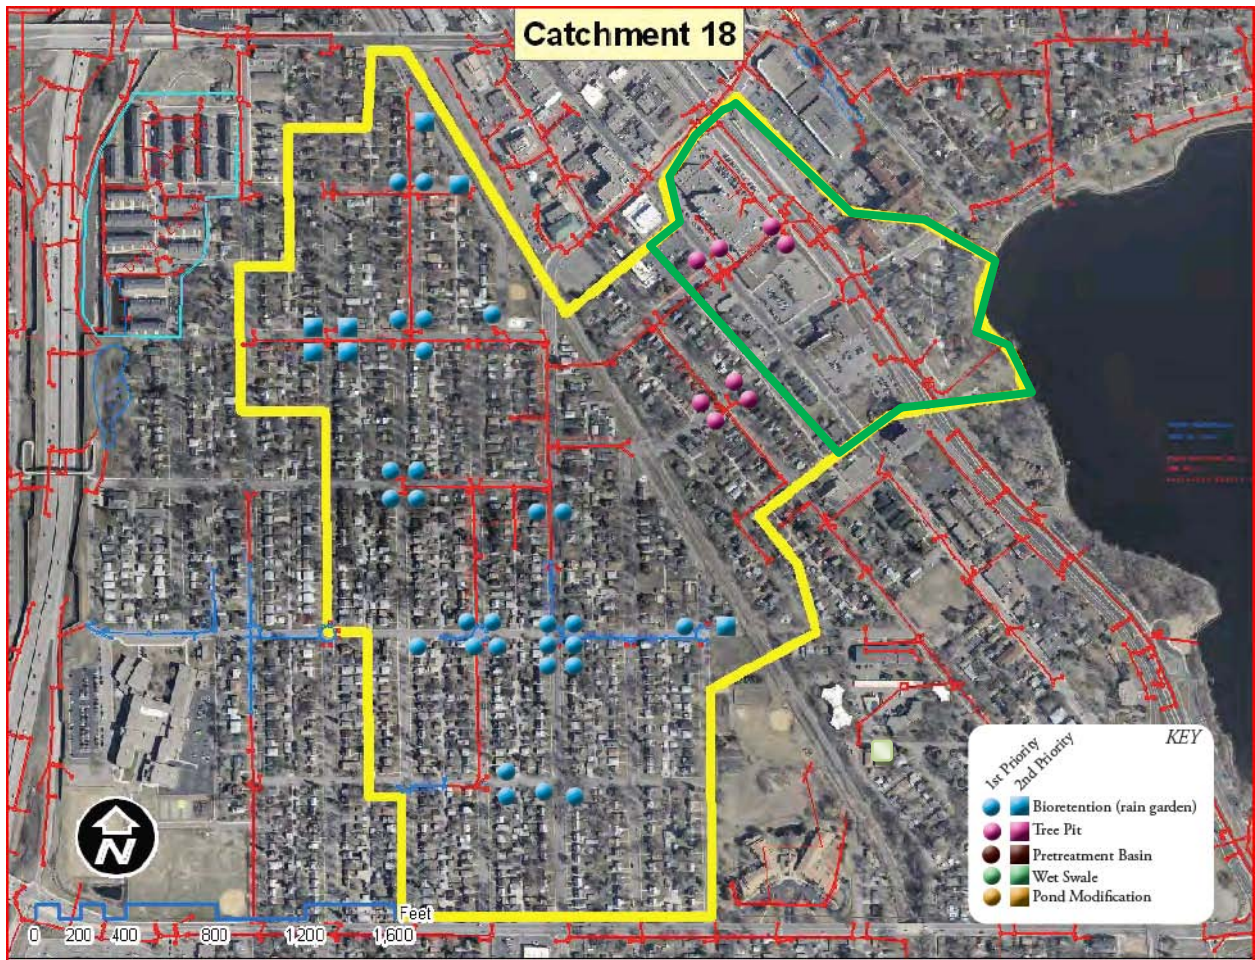 Catchment 18
KEY
1st Priority
2nd Priority
Bioretention (rain garden)
Tree Pit
Pretreatment Basin
Wet Swale
Pond Modification
N
Feet
0 200 400 800 1,200 1,600